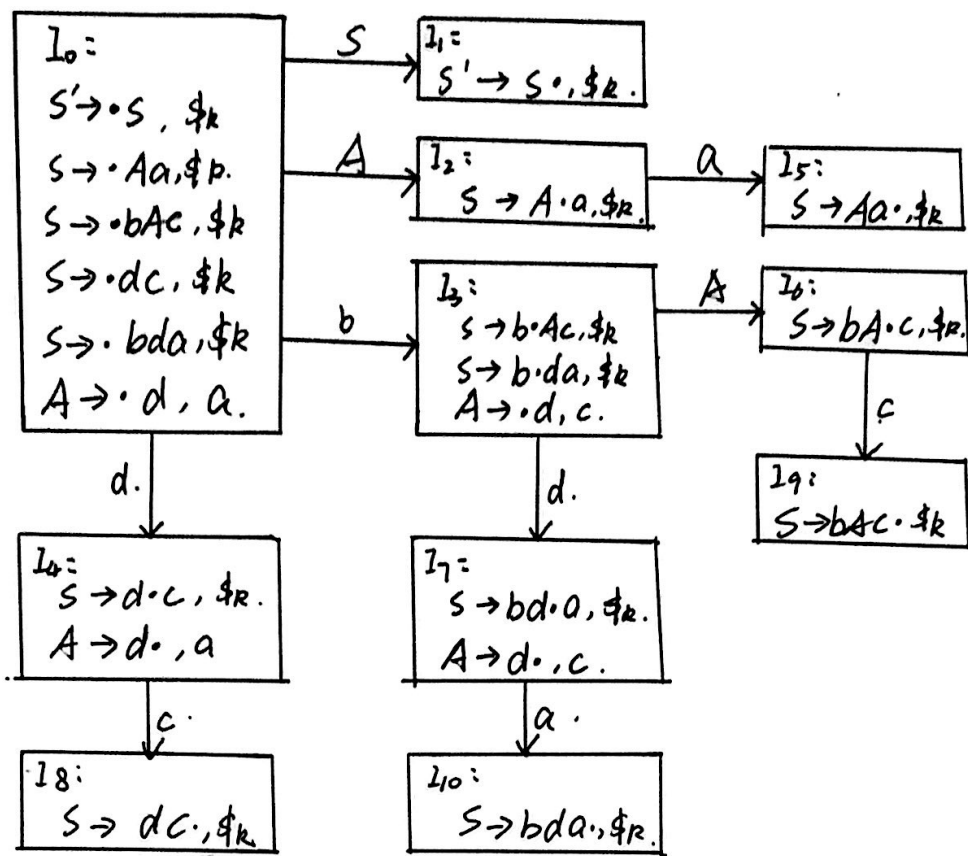 I₀:
S' → ·S, $k
S → ·Aa, $k.
S → ·bAc, $k
S → ·dc, $k
S → ·bda, $k
A → ·d, a.
S
I₁:
S' → S·, $k.
A
I₂:
S → A·a, $k.
a
I₅:
S → Aa·, $k
b
I₃:
S → b·Ac, $k
S → b·da, $k
A → ·d, c.
A
I₆:
S → bA·c, $k.
c
I₉:
S → bAc· $k
d.
I₄:
S → d·c, $k.
A → d·, a
d.
I₇:
S → bd·a, $k.
A → d·, c.
c.
I8:
S → dc·, $k
a.
I₁₀:
S → bda·, $k.